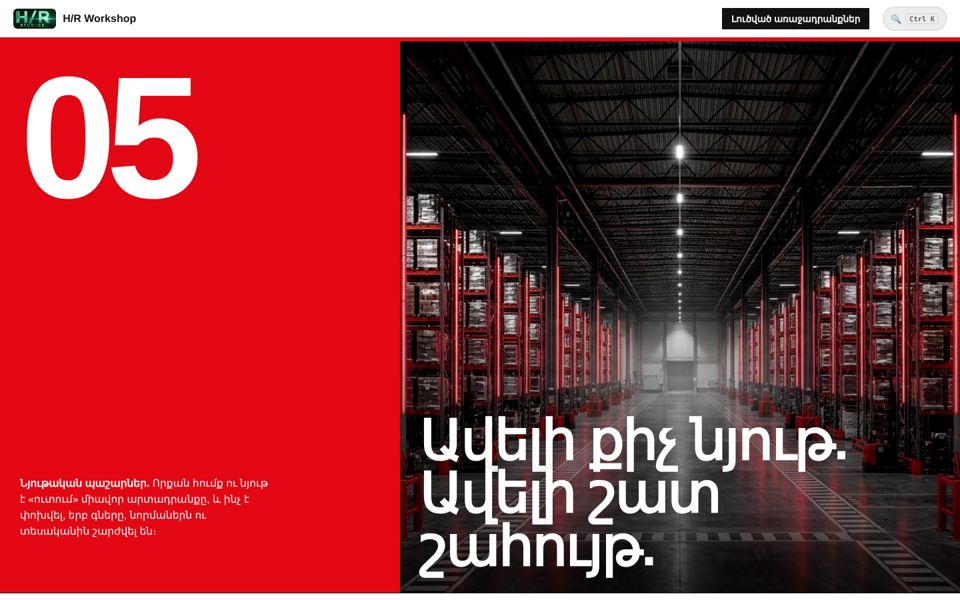 H/R
STUDIOS
H/R Workshop
Լուծված առաջադրանքներ
Ctrl K
05
Նյութական պաշարներ. Որքան հումք ու նյութ
է «ուտում» միավոր արտադրանքը, և ինչ է
փոխվել, երբ գները, նորմաներն ու
տեսականին շարժվել են։
Ավելի քիչ նյութ.
Ավելի շատ
շահույթ.